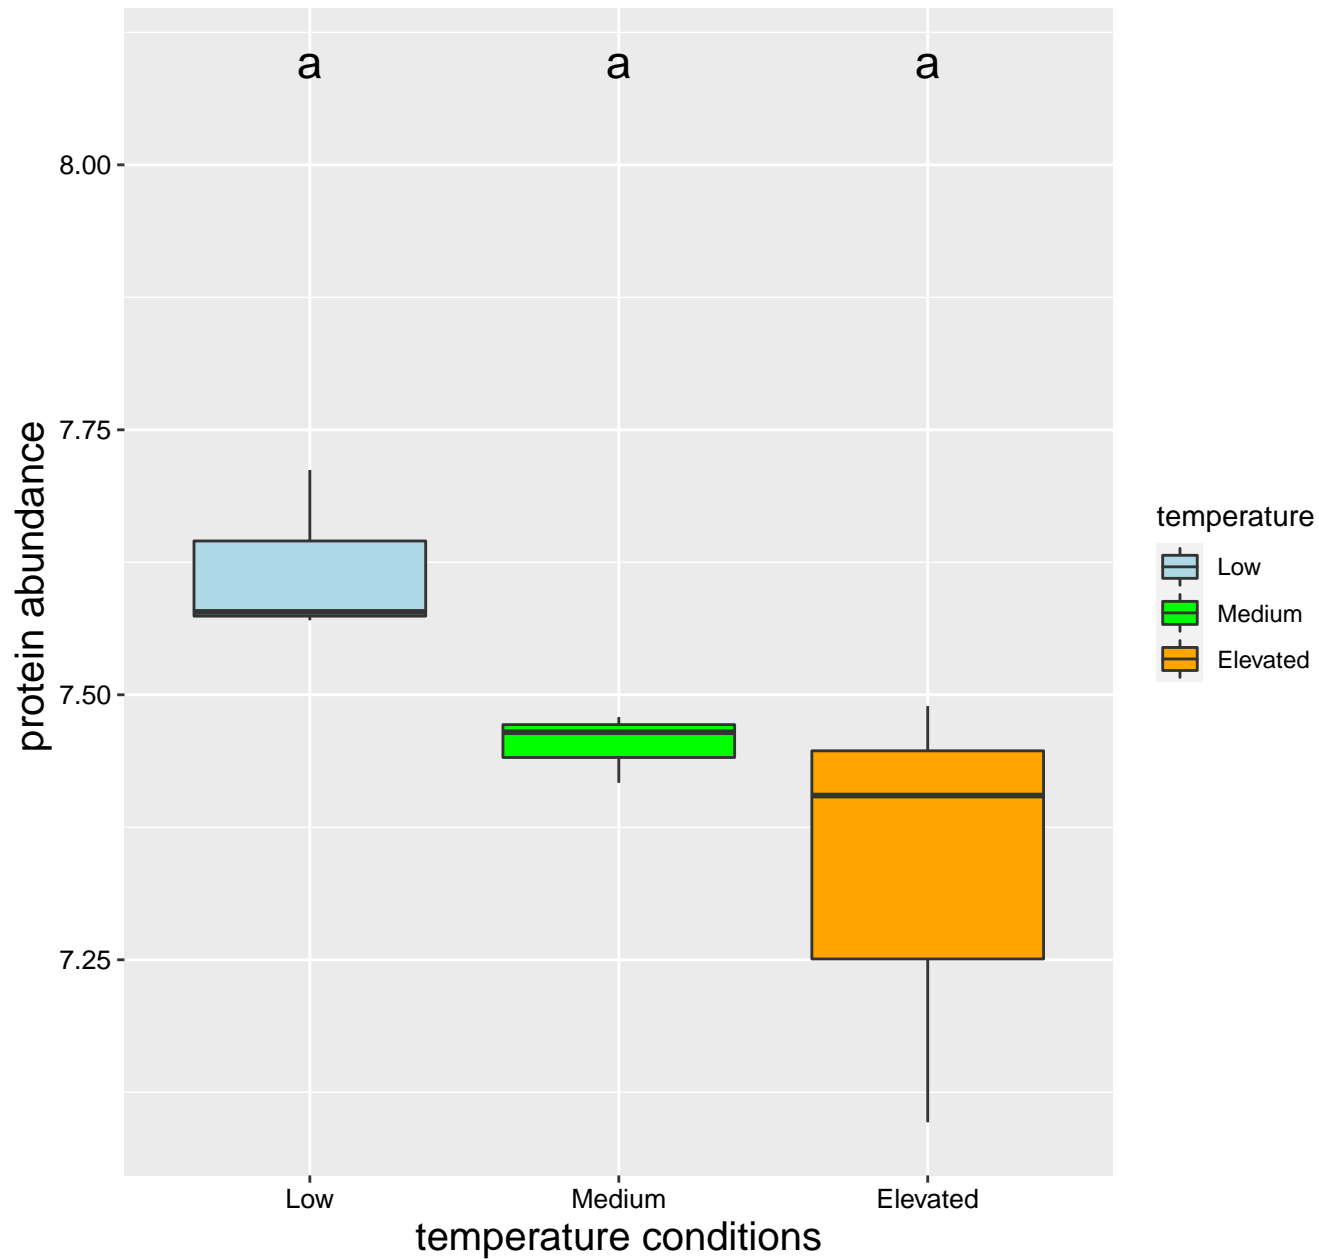 a a a
8.00
7.75
7.50
7.25
protein abundance
Low Medium Elevated
temperature conditions
temperature
Low
Medium
Elevated